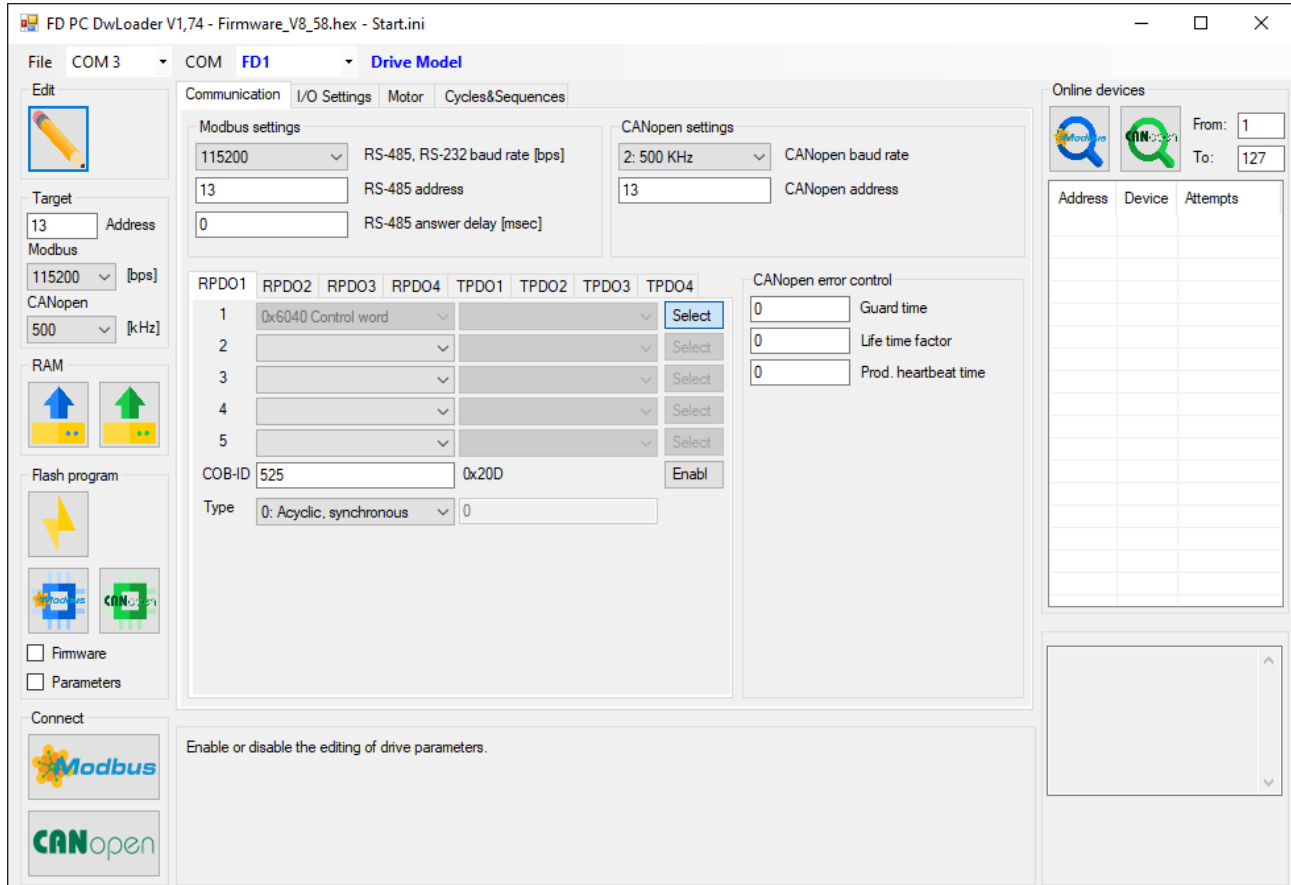 FD PC DwLoader V1,74 - Firmware_V8_58.hex - Start.ini
File COM 3 COM FD1 Drive Model
Edit
Target
13 Address
Modbus
115200 [bps]
CANopen
500 [kHz]
RAM
Flash program
Modbus CANopen
Firmware
Parameters
Connect
Modbus
CANopen
Communication I/O Settings Motor Cycles&Sequences
Modbus settings
115200 RS-485, RS-232 baud rate [bps]
13 RS-485 address
0 RS-485 answer delay [msec]
CANopen settings
2: 500 KHz CANopen baud rate
13 CANopen address
RPDO1 RPDO2 RPDO3 RPDO4 TPDO1 TPDO2 TPDO3 TPDO4
1 0x6040 Control word Select
2 Select
3 Select
4 Select
5 Select
COB-ID 525 0x20D Enabl
Type 0: Acyclic, synchronous 0
CANopen error control
0 Guard time
0 Life time factor
0 Prod. heartbeat time
Enable or disable the editing of drive parameters.
Online devices
Modbus CANopen
From: 1
To: 127
Address Device Attempts